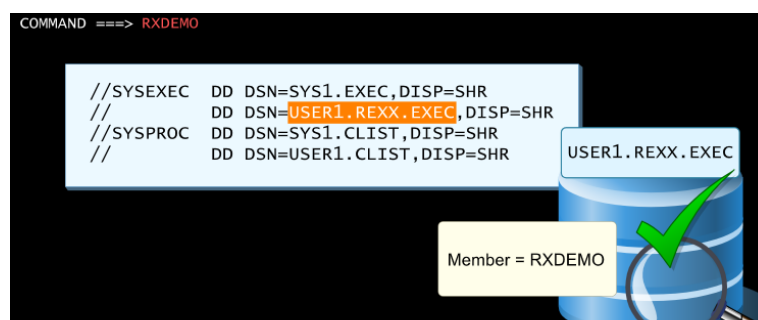 COMMAND ===> RXDEMO
//SYSEXEC DD DSN=SYS1.EXEC,DISP=SHR
// DD DSN=USER1.REXX.EXEC,DISP=SHR
//SYSPROC DD DSN=SYS1.CLIST,DISP=SHR
// DD DSN=USER1.CLIST,DISP=SHR
USER1.REXX.EXEC
Member = RXDEMO